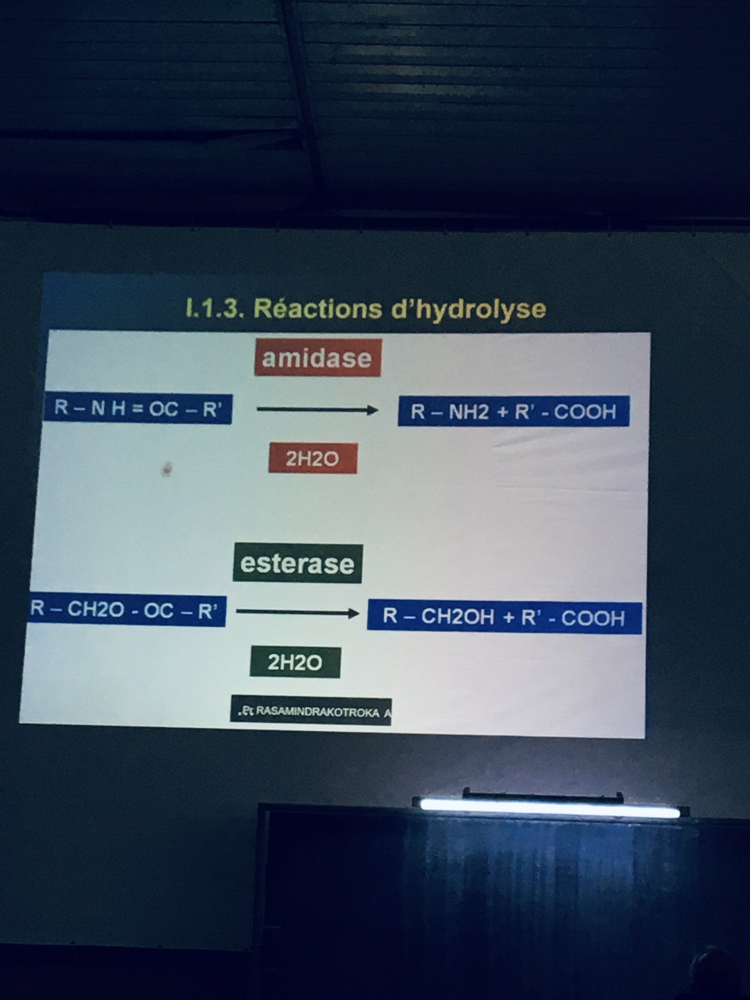 I.1.3. Réactions d'hydrolyse
amidase
R – N H = OC – R' R – NH2 + R' - COOH
2H2O
esterase
R – CH2O - OC – R' R – CH2OH + R' - COOH
2H2O
RASAMINDRAKOTROKA A